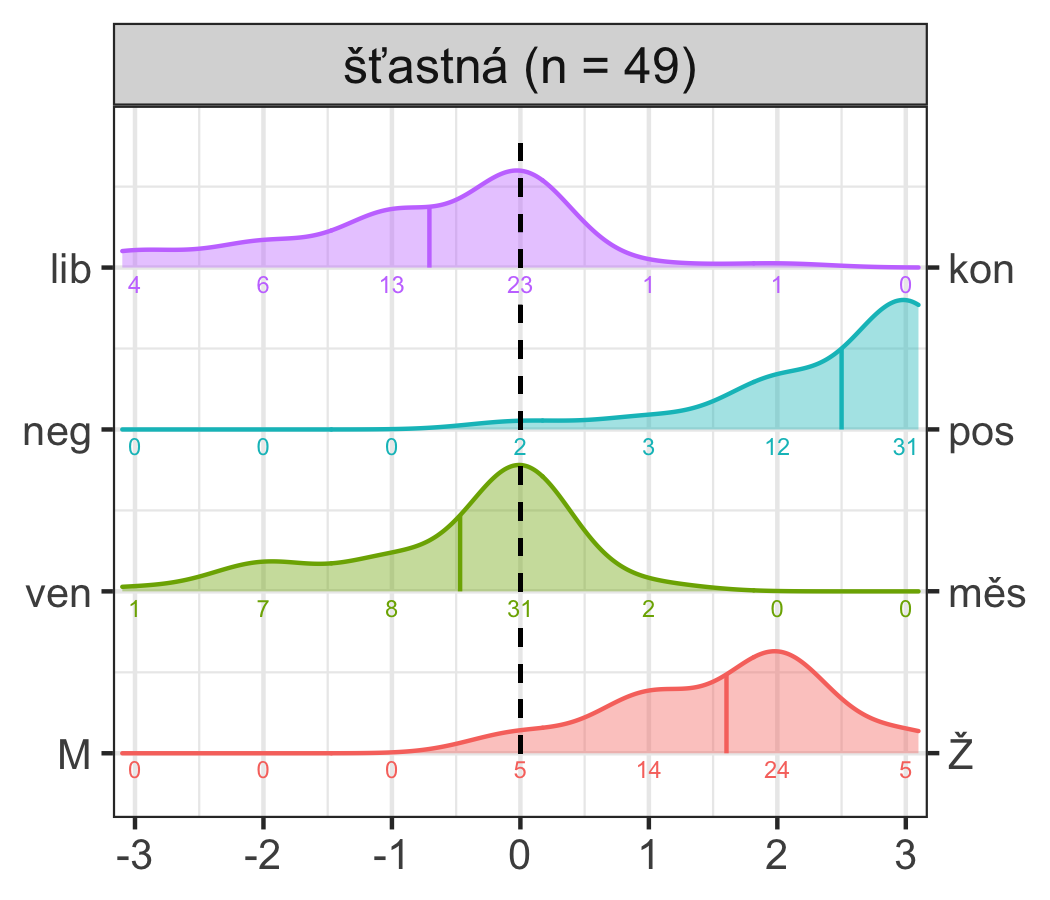 šťastná (n = 49)
lib kon
4 6 13 23 1 1 0
neg pos
0 0 0 2 3 12 31
ven měs
1 7 8 31 2 0 0
M Ž
0 0 0 5 14 24 5
-3 -2 -1 0 1 2 3